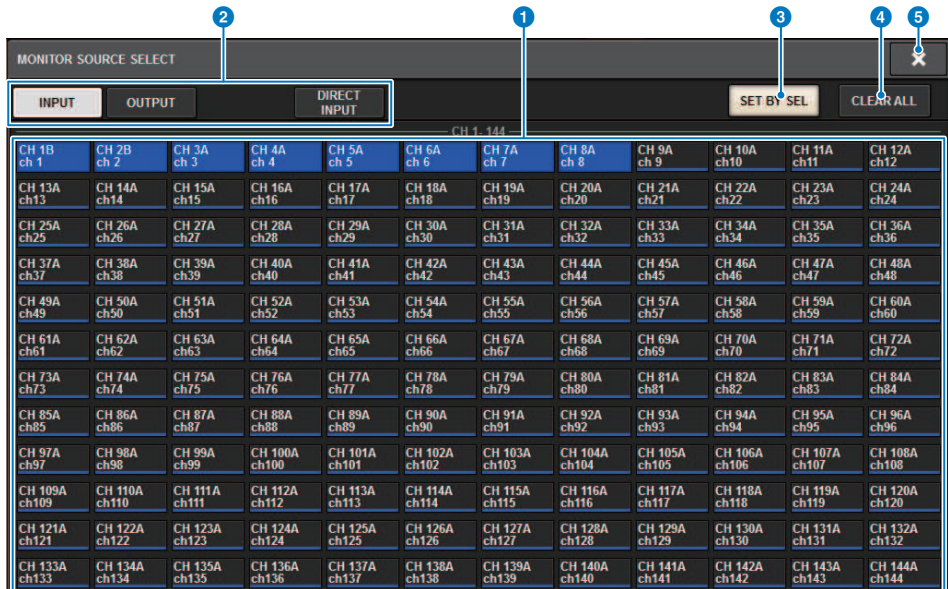 2 1 3 4 5
MONITOR SOURCE SELECT ×
INPUT OUTPUT DIRECT INPUT SET BY SEL CLEAR ALL
CH 1- 144
CH 1B CH 2B CH 3A CH 4A CH 5A CH 6A CH 7A CH 8A CH 9A CH 10A CH 11A CH 12A
ch 1 ch 2 ch 3 ch 4 ch 5 ch 6 ch 7 ch 8 ch 9 ch10 ch11 ch12
CH 13A CH 14A CH 15A CH 16A CH 17A CH 18A CH 19A CH 20A CH 21A CH 22A CH 23A CH 24A
ch13 ch14 ch15 ch16 ch17 ch18 ch19 ch20 ch21 ch22 ch23 ch24
CH 25A CH 26A CH 27A CH 28A CH 29A CH 30A CH 31A CH 32A CH 33A CH 34A CH 35A CH 36A
ch25 ch26 ch27 ch28 ch29 ch30 ch31 ch32 ch33 ch34 ch35 ch36
CH 37A CH 38A CH 39A CH 40A CH 41A CH 42A CH 43A CH 44A CH 45A CH 46A CH 47A CH 48A
ch37 ch38 ch39 ch40 ch41 ch42 ch43 ch44 ch45 ch46 ch47 ch48
CH 49A CH 50A CH 51A CH 52A CH 53A CH 54A CH 55A CH 56A CH 57A CH 58A CH 59A CH 60A
ch49 ch50 ch51 ch52 ch53 ch54 ch55 ch56 ch57 ch58 ch59 ch60
CH 61A CH 62A CH 63A CH 64A CH 65A CH 66A CH 67A CH 68A CH 69A CH 70A CH 71A CH 72A
ch61 ch62 ch63 ch64 ch65 ch66 ch67 ch68 ch69 ch70 ch71 ch72
CH 73A CH 74A CH 75A CH 76A CH 77A CH 78A CH 79A CH 80A CH 81A CH 82A CH 83A CH 84A
ch73 ch74 ch75 ch76 ch77 ch78 ch79 ch80 ch81 ch82 ch83 ch84
CH 85A CH 86A CH 87A CH 88A CH 89A CH 90A CH 91A CH 92A CH 93A CH 94A CH 95A CH 96A
ch85 ch86 ch87 ch88 ch89 ch90 ch91 ch92 ch93 ch94 ch95 ch96
CH 97A CH 98A CH 99A CH 100A CH 101A CH 102A CH 103A CH 104A CH 105A CH 106A CH 107A CH 108A
ch97 ch98 ch99 ch100 ch101 ch102 ch103 ch104 ch105 ch106 ch107 ch108
CH 109A CH 110A CH 111A CH 112A CH 113A CH 114A CH 115A CH 116A CH 117A CH 118A CH 119A CH 120A
ch109 ch110 ch111 ch112 ch113 ch114 ch115 ch116 ch117 ch118 ch119 ch120
CH 121A CH 122A CH 123A CH 124A CH 125A CH 126A CH 127A CH 128A CH 129A CH 130A CH 131A CH 132A
ch121 ch122 ch123 ch124 ch125 ch126 ch127 ch128 ch129 ch130 ch131 ch132
CH 133A CH 134A CH 135A CH 136A CH 137A CH 138A CH 139A CH 140A CH 141A CH 142A CH 143A CH 144A
ch133 ch134 ch135 ch136 ch137 ch138 ch139 ch140 ch141 ch142 ch143 ch144